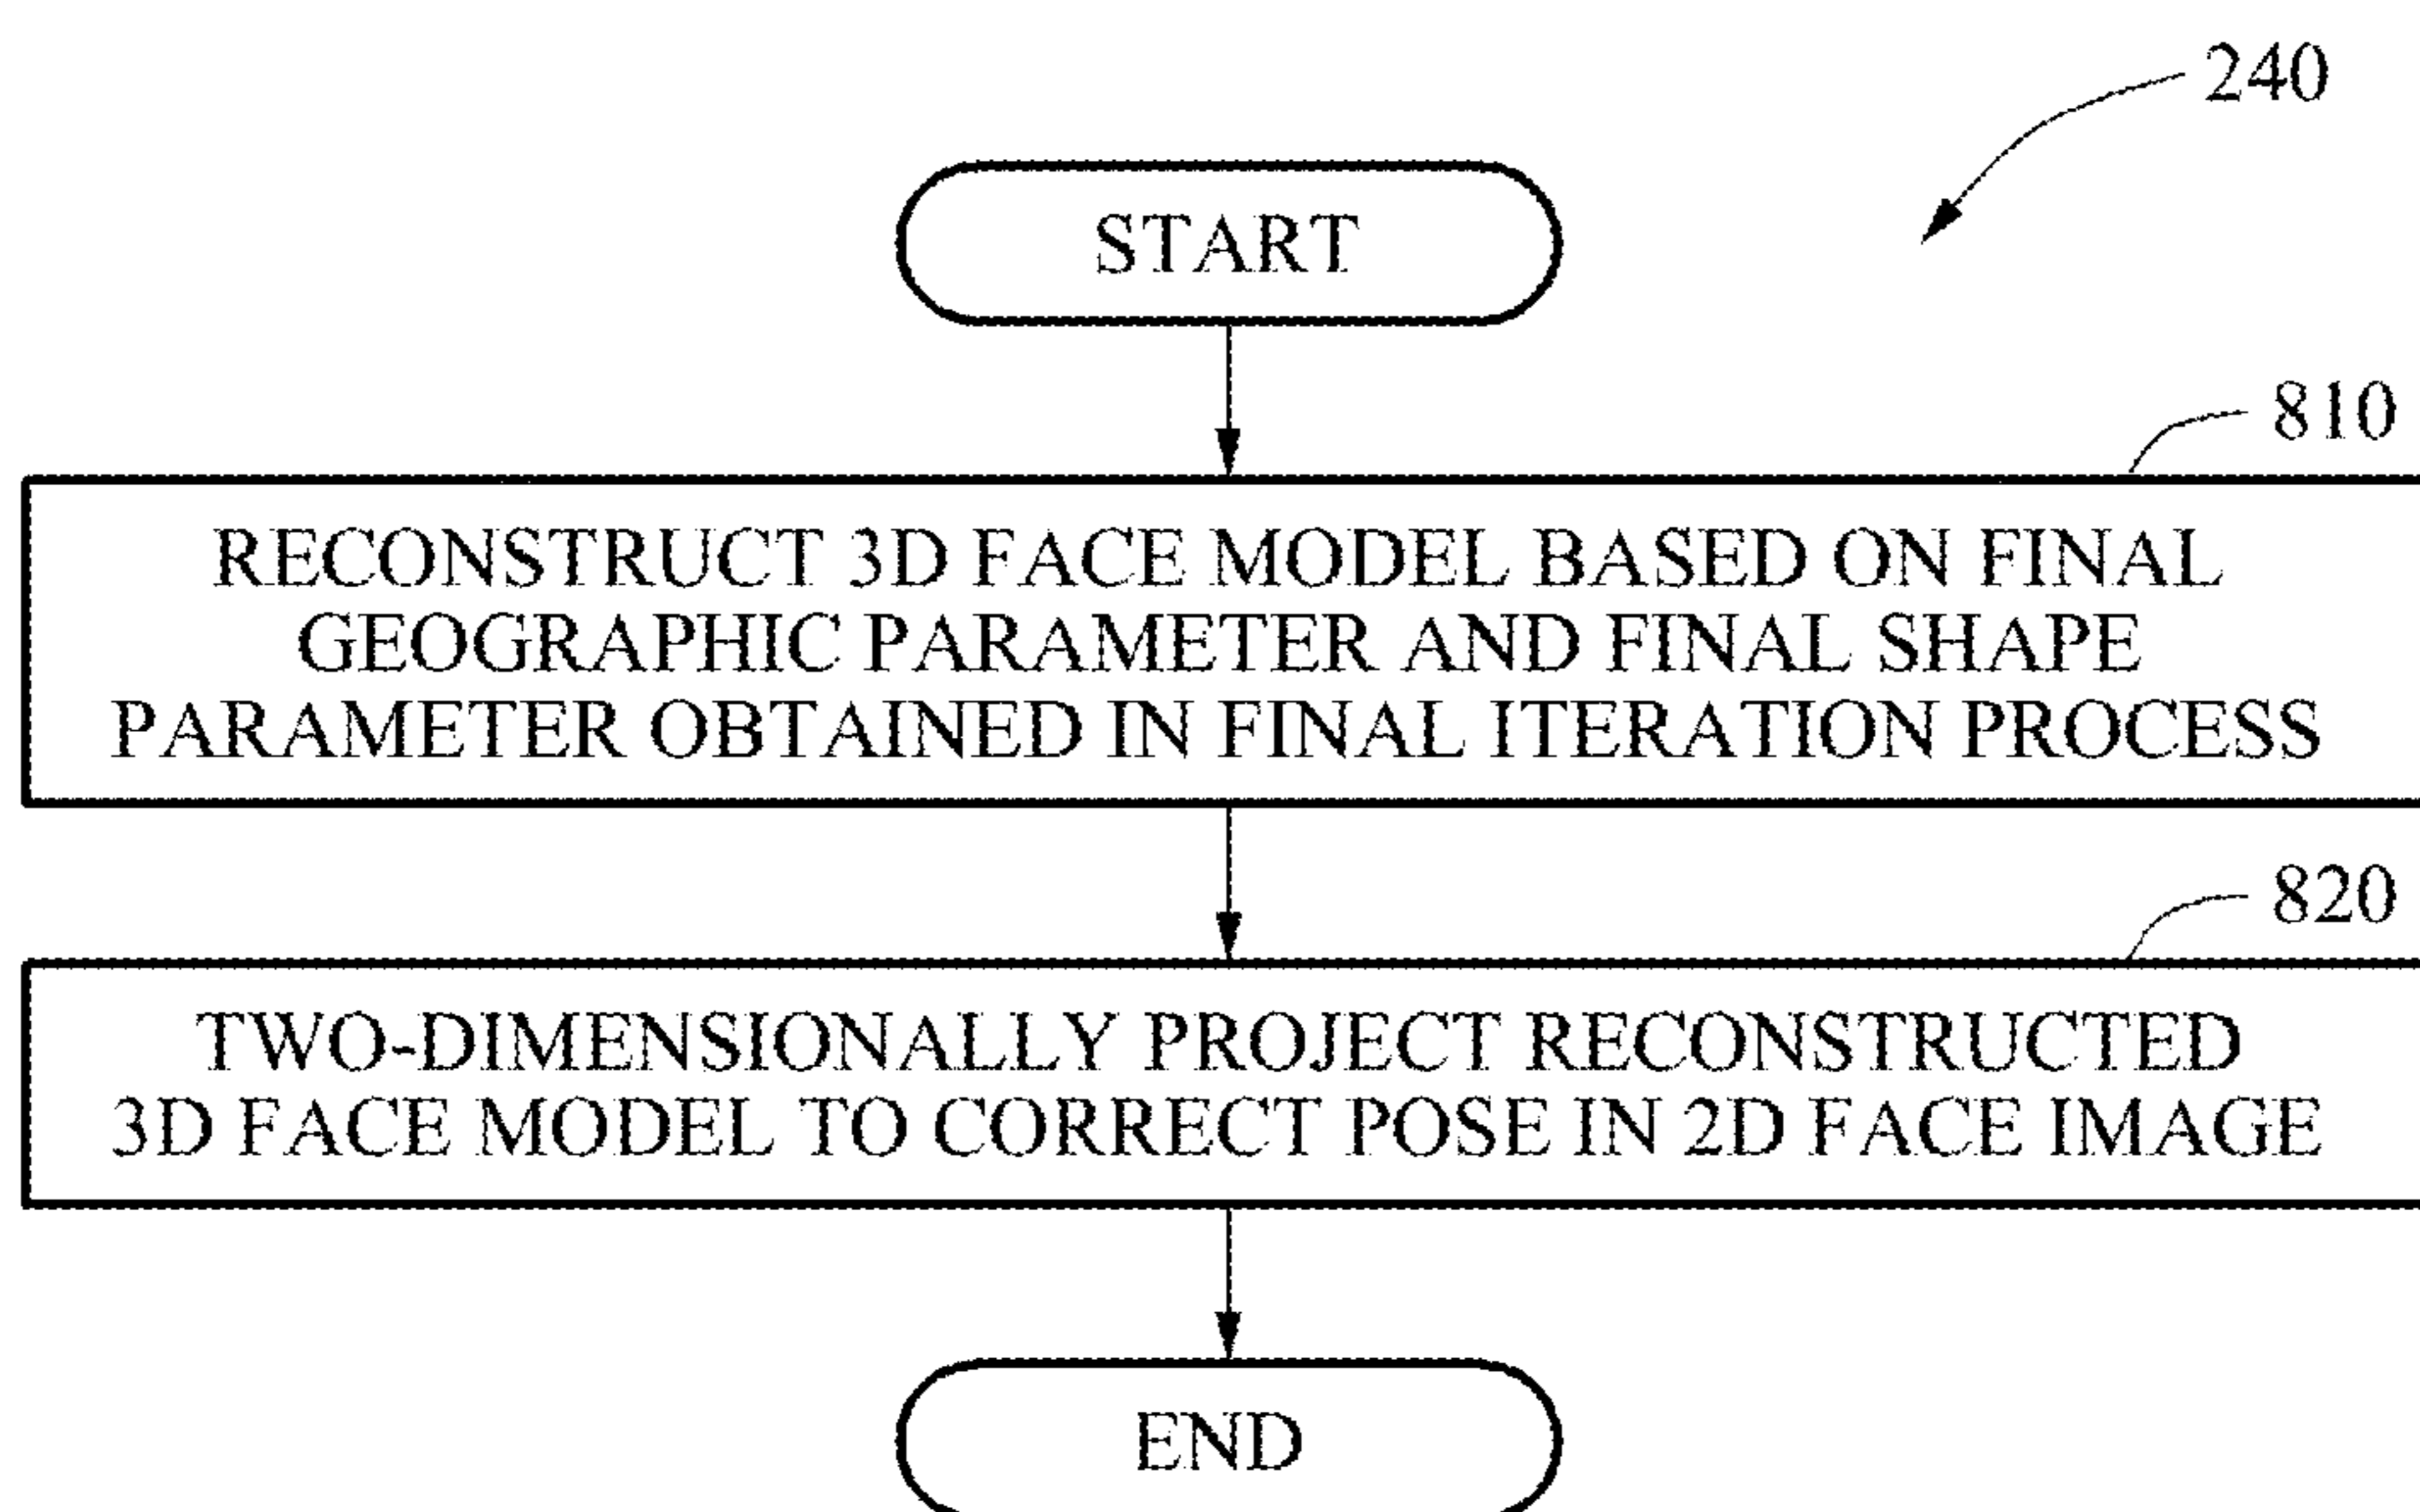 240
START
810
RECONSTRUCT 3D FACE MODEL BASED ON FINAL
GEOGRAPHIC PARAMETER AND FINAL SHAPE
PARAMETER OBTAINED IN FINAL ITERATION PROCESS
820
TWO-DIMENSIONALLY PROJECT RECONSTRUCTED
3D FACE MODEL TO CORRECT POSE IN 2D FACE IMAGE
END